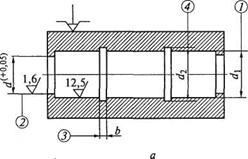 ④
①
d(+0,05)
1,6
12,5
d₂
d₁
②
③
b
a